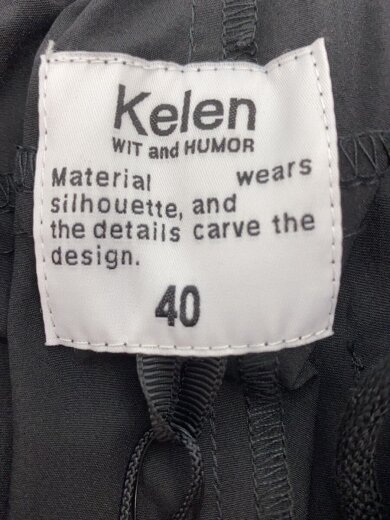 Kelen
WIT and HUMOR
Material wears
silhouette, and
the details carve the
design.
40